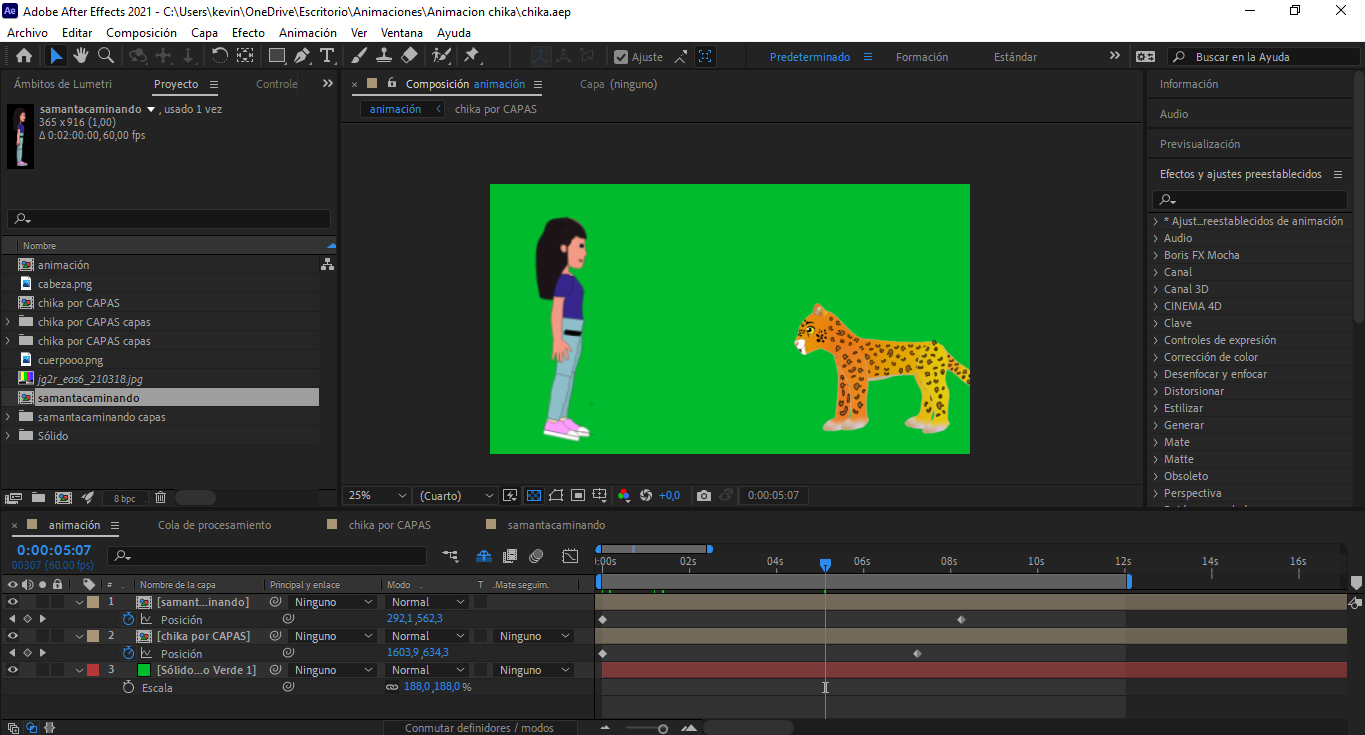 Ae Adobe After Effects 2021 - C:\Users\kevin\OneDrive\Escritorio\Animaciones\Animacion chika\chika.aep
Archivo Editar Composición Capa Efecto Animación Ver Ventana Ayuda
Ajuste Predeterminado Formación Estándar Buscar en la Ayuda
Ámbitos de Lumetri Proyecto Controle
samantacaminando , usado 1 vez
365 x 916 (1,00)
Δ 0:02:00:00, 60,00 fps
Nombre
animación
cabeza.png
chika por CAPAS
chika por CAPAS capas
chika por CAPAS capas
cuerpooo.png
jg2r_eas6_210318.jpg
samantacaminando
samantacaminando capas
Sólido
8 bpc
Composición animación Capa (ninguno)
animación chika por CAPAS
25% (Cuarto) +0,0 0:00:05:07
Información
Audio
Previsualización
Efectos y ajustes preestablecidos
* Ajust...reestablecidos de animación
Audio
Boris FX Mocha
Canal
Canal 3D
CINEMA 4D
Clave
Controles de expresión
Corrección de color
Desenfocar y enfocar
Distorsionar
Estilizar
Generar
Mate
Matte
Obsoleto
Perspectiva
animación Cola de procesamiento chika por CAPAS samantacaminando
0:00:05:07
00307 (60.00 fps)
:00s 02s 04s 06s 08s 10s 12s 14s 16s
# Nombre de la capa Principal y enlace Modo T .Mate seguim.
1 [samant...inando] Ninguno Normal
Posición 292,1,562,3
2 [chika por CAPAS] Ninguno Normal Ninguno
Posición 1603,9,634,3
3 [Sólido...o Verde 1] Ninguno Normal Ninguno
Escala 188,0,188,0 %
Conmutar definidores / modos